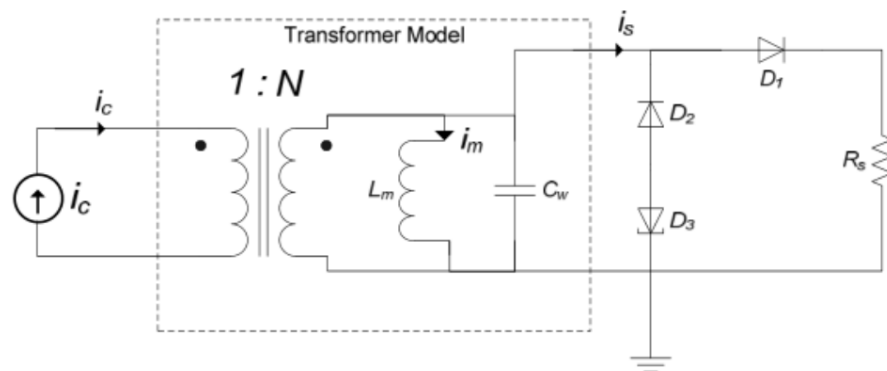 Transformer Model
1 : N
i_c
i_c
i_m
L_m
C_w
i_s
D_1
D_2
D_3
R_s